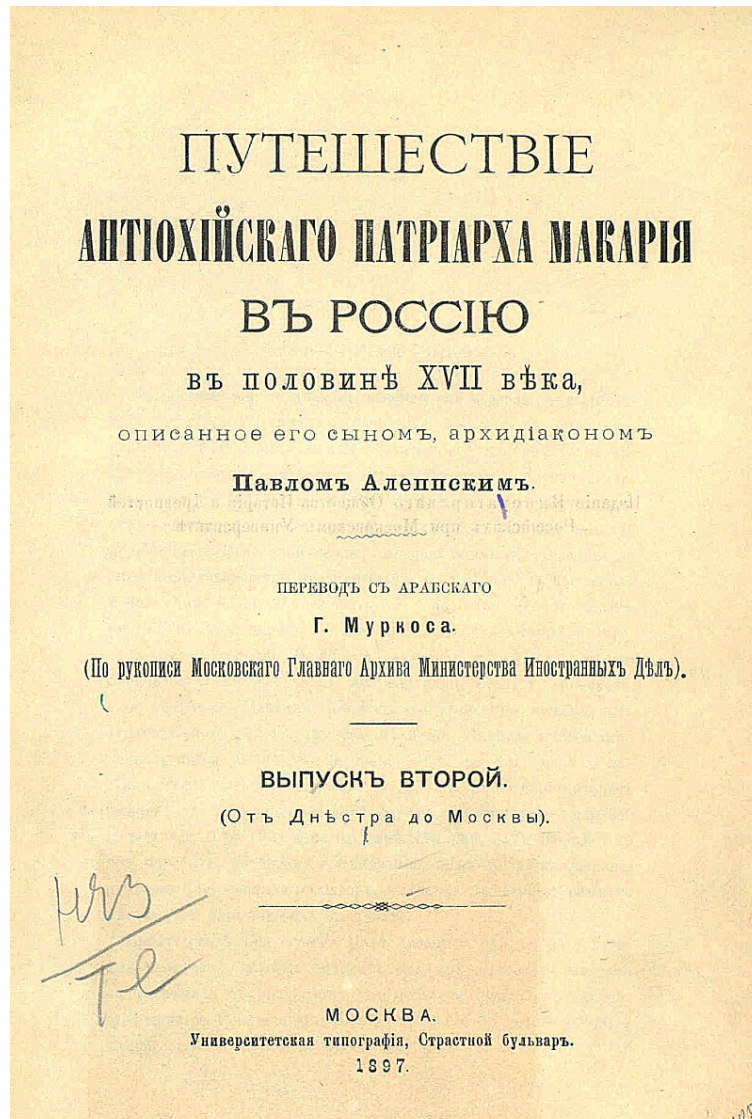 ПУТЕШЕСТВІЕ
АНТІОХІЙСКАГО ПАТРІАРХА МАКАРІЯ
ВЪ РОССІЮ
въ половинѣ XVII вѣка,
описанное его сыномъ, архидіакономъ
Павломъ Алеппскимъ.
ПЕРЕВОДЪ СЪ АРАБСКАГО
Г. Муркоса.
(По рукописи Московскаго Главнаго Архива Министерства Иностранныхъ Дѣлъ).
ВЫПУСКЪ ВТОРОЙ.
(Отъ Днѣстра до Москвы).
МОСКВА.
Университетская типографія, Страстной бульваръ.
1897.